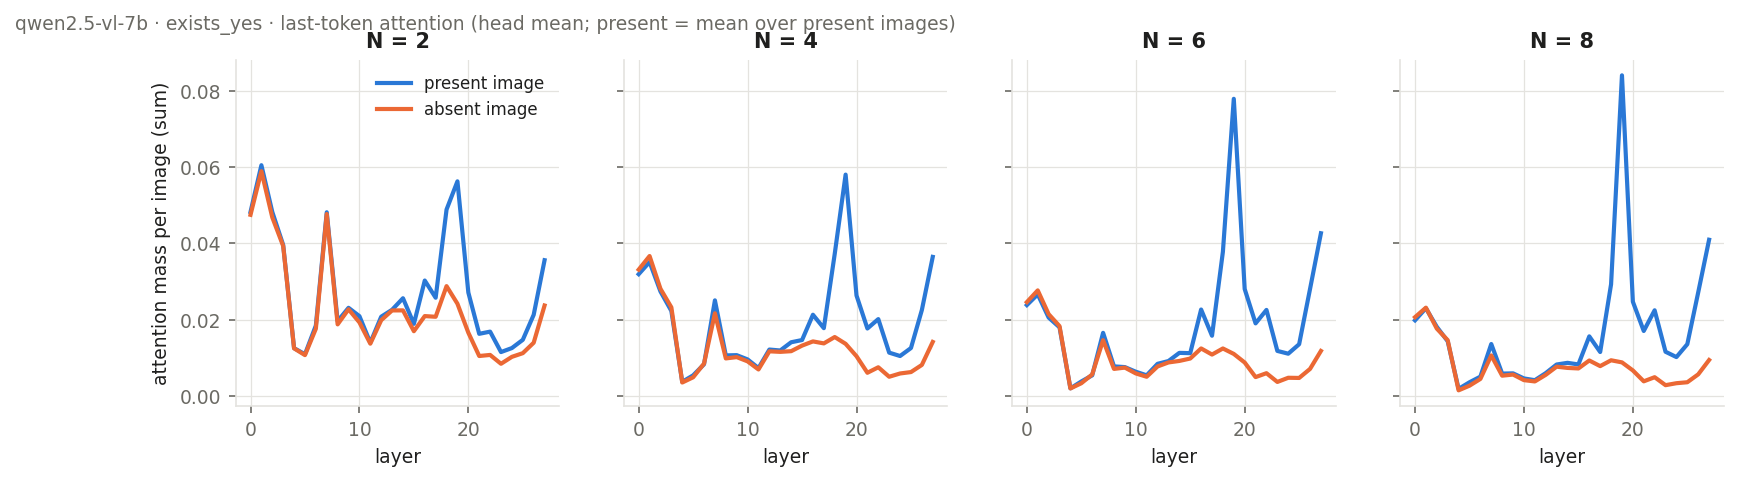 qwen2.5-vl-7b · exists_yes · last-token attention (head mean; present = mean over present images)
N = 2
N = 4
N = 6
N = 8
present image
absent image
attention mass per image (sum)
0.08
0.06
0.04
0.02
0.00
0 10 20
0 10 20
0 10 20
0 10 20
layer
layer
layer
layer